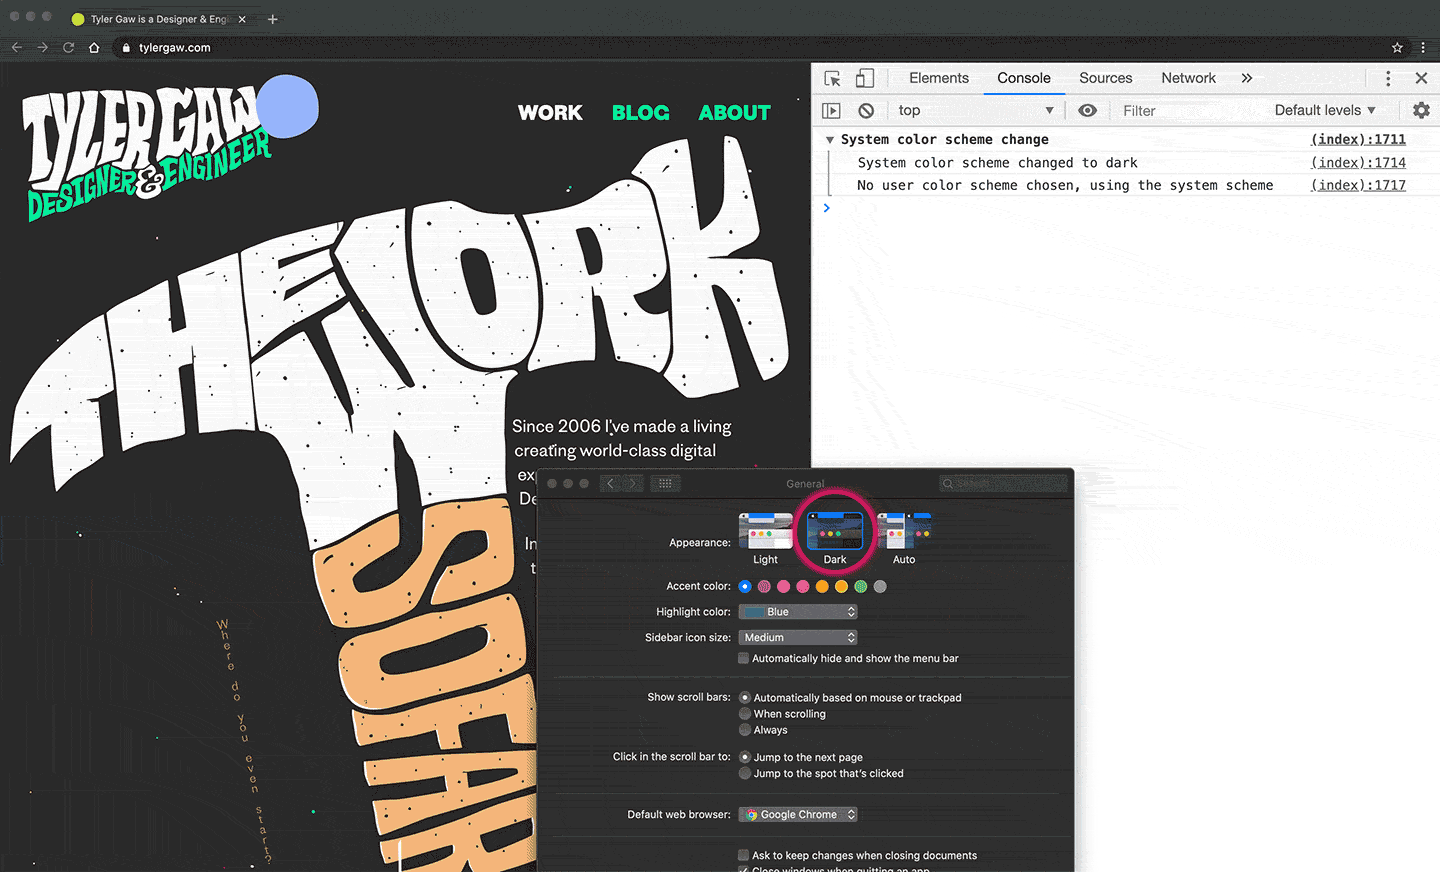 Tyler Gaw is a Designer & Eng
tylergaw.com
TYLER GAW
DESIGNER & ENGINEER
WORK BLOG ABOUT
THE WORK
SO FAR
Since 2006 I've made a living
creating world-class digital
ex
De
In
t
Where do you even start?
Elements Console Sources Network
top Filter Default levels
System color scheme change (index):1711
System color scheme changed to dark (index):1714
No user color scheme chosen, using the system scheme (index):1717
General
Search
Appearance:
Light Dark Auto
Accent color:
Highlight color: Blue
Sidebar icon size: Medium
Automatically hide and show the menu bar
Show scroll bars: Automatically based on mouse or trackpad
When scrolling
Always
Click in the scroll bar to: Jump to the next page
Jump to the spot that's clicked
Default web browser: Google Chrome
Ask to keep changes when closing documents
Close windows when quitting an app